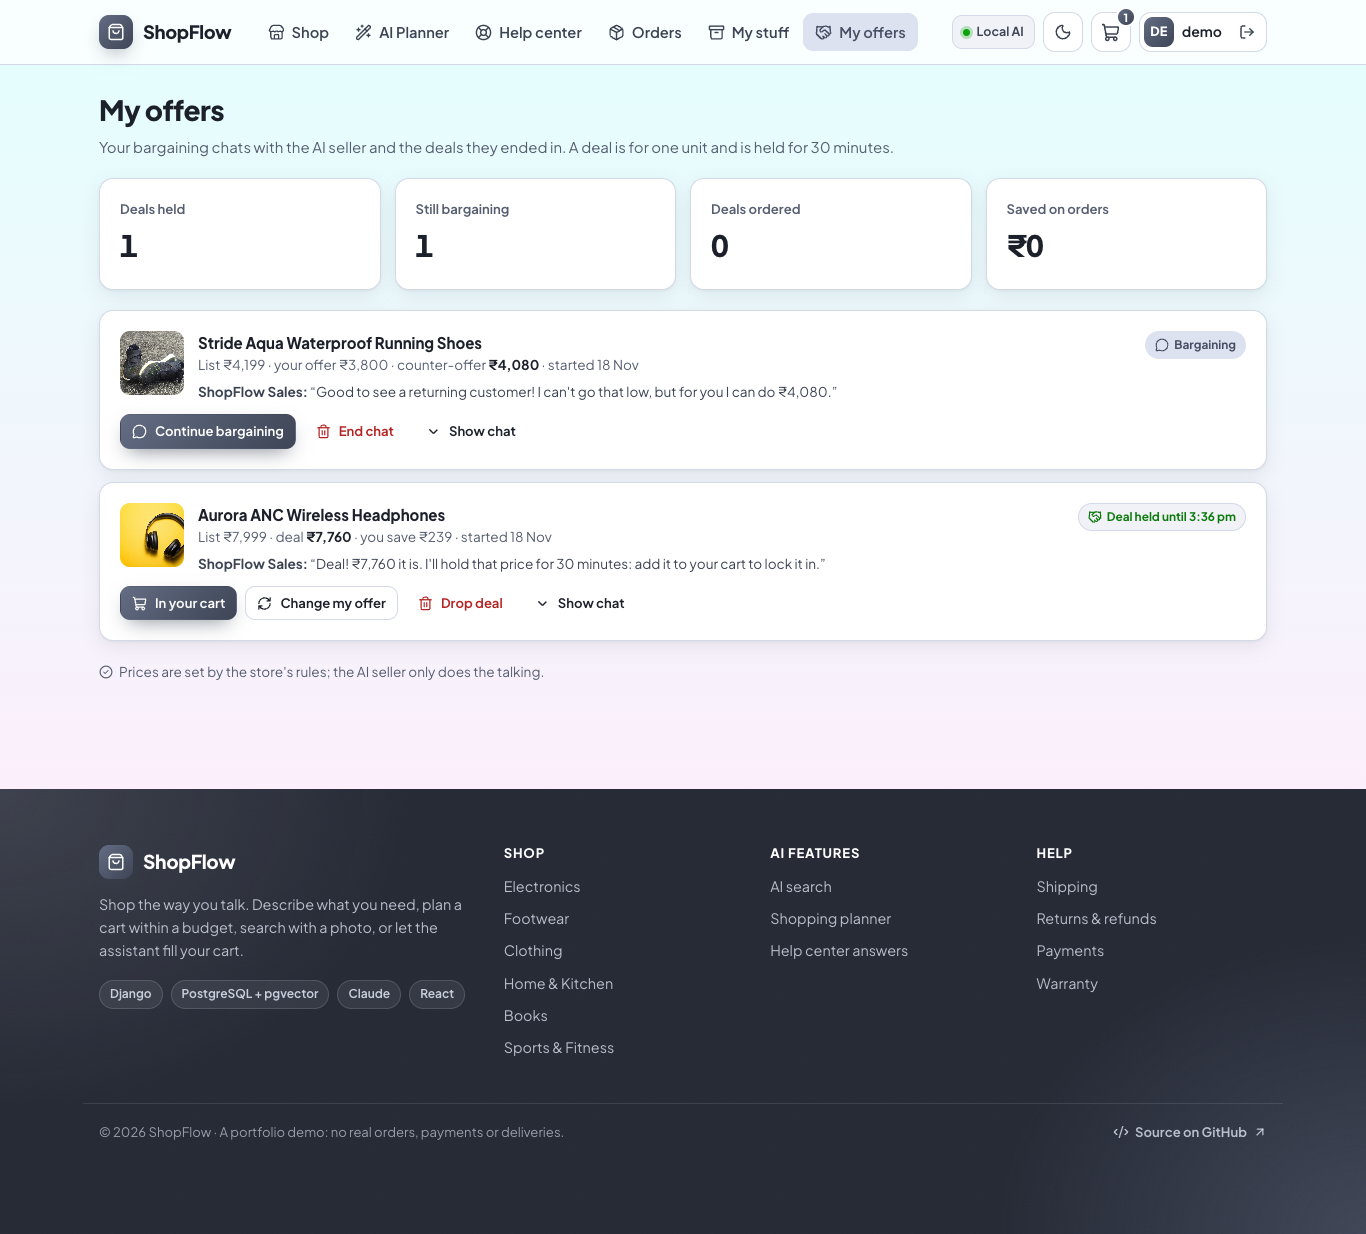 ShopFlow
Shop
AI Planner
Help center
Orders
My stuff
My offers
Local AI
1
DE
demo
My offers
Your bargaining chats with the AI seller and the deals they ended in. A deal is for one unit and is held for 30 minutes.
Deals held
1
Still bargaining
1
Deals ordered
0
Saved on orders
₹0
Stride Aqua Waterproof Running Shoes
Bargaining
List ₹4,199 · your offer ₹3,800 · counter-offer ₹4,080 · started 18 Nov
ShopFlow Sales: “Good to see a returning customer! I can't go that low, but for you I can do ₹4,080.”
Continue bargaining
End chat
Show chat
Aurora ANC Wireless Headphones
Deal held until 3:36 pm
List ₹7,999 · deal ₹7,760 · you save ₹239 · started 18 Nov
ShopFlow Sales: “Deal! ₹7,760 it is. I'll hold that price for 30 minutes: add it to your cart to lock it in.”
In your cart
Change my offer
Drop deal
Show chat
Prices are set by the store's rules; the AI seller only does the talking.
ShopFlow
Shop the way you talk. Describe what you need, plan a
cart within a budget, search with a photo, or let the
assistant fill your cart.
Django
PostgreSQL + pgvector
Claude
React
SHOP
Electronics
Footwear
Clothing
Home & Kitchen
Books
Sports & Fitness
AI FEATURES
AI search
Shopping planner
Help center answers
HELP
Shipping
Returns & refunds
Payments
Warranty
© 2026 ShopFlow · A portfolio demo: no real orders, payments or deliveries.
Source on GitHub